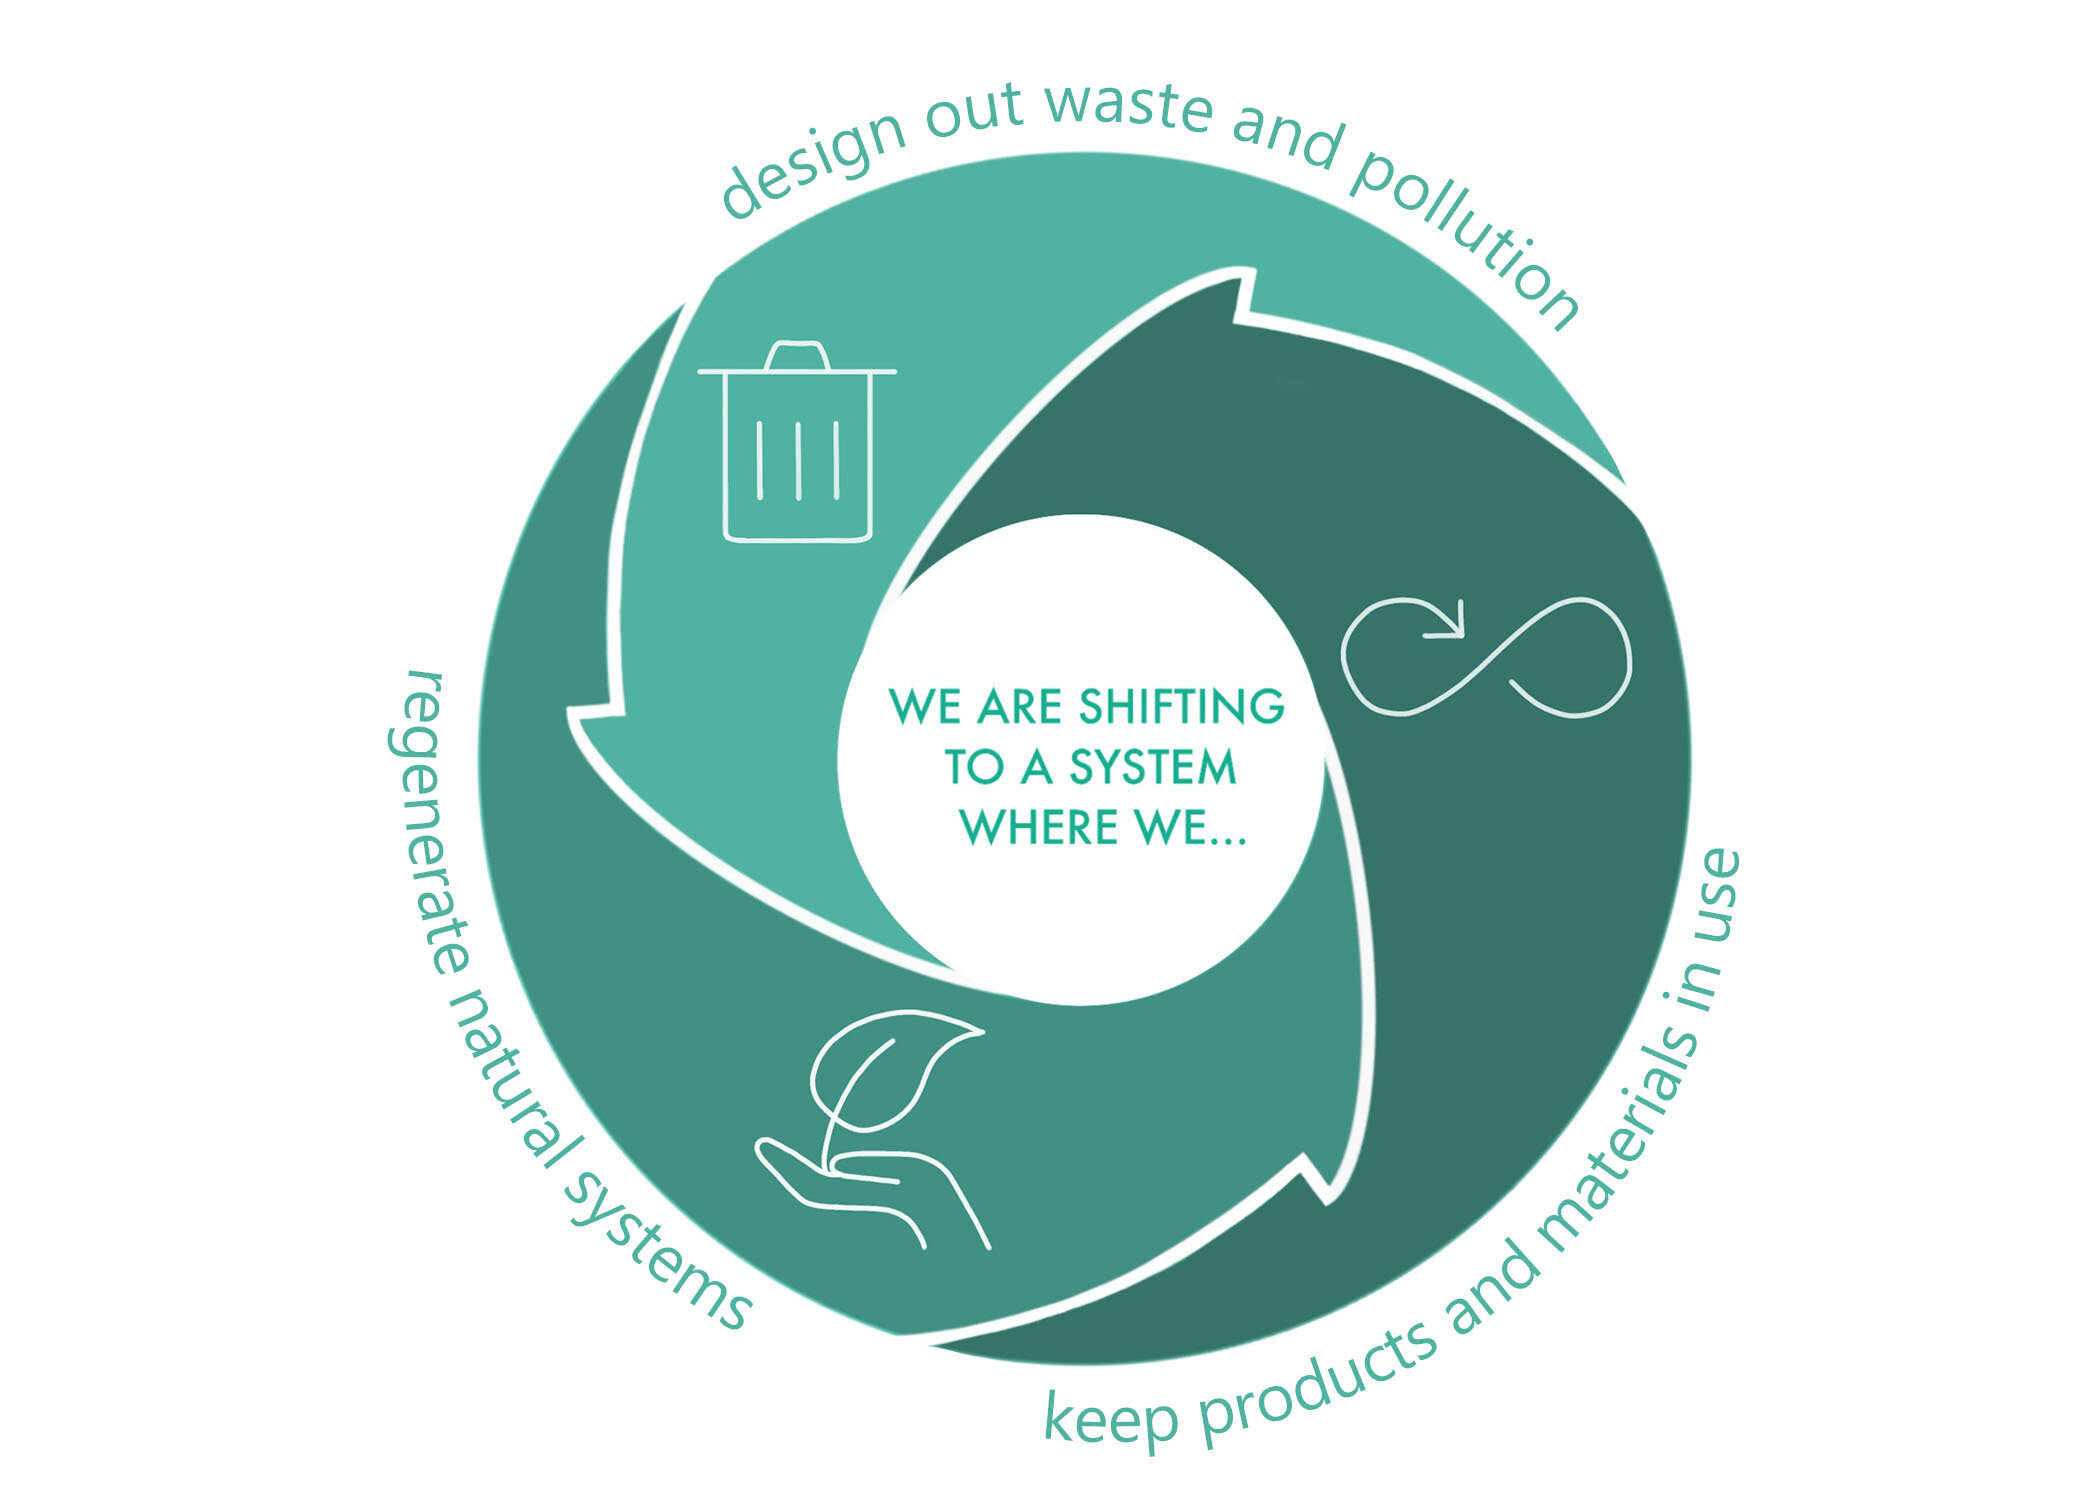 design out waste and pollution
WE ARE SHIFTING
TO A SYSTEM
WHERE WE...
regenerate natural systems
keep products and materials in use